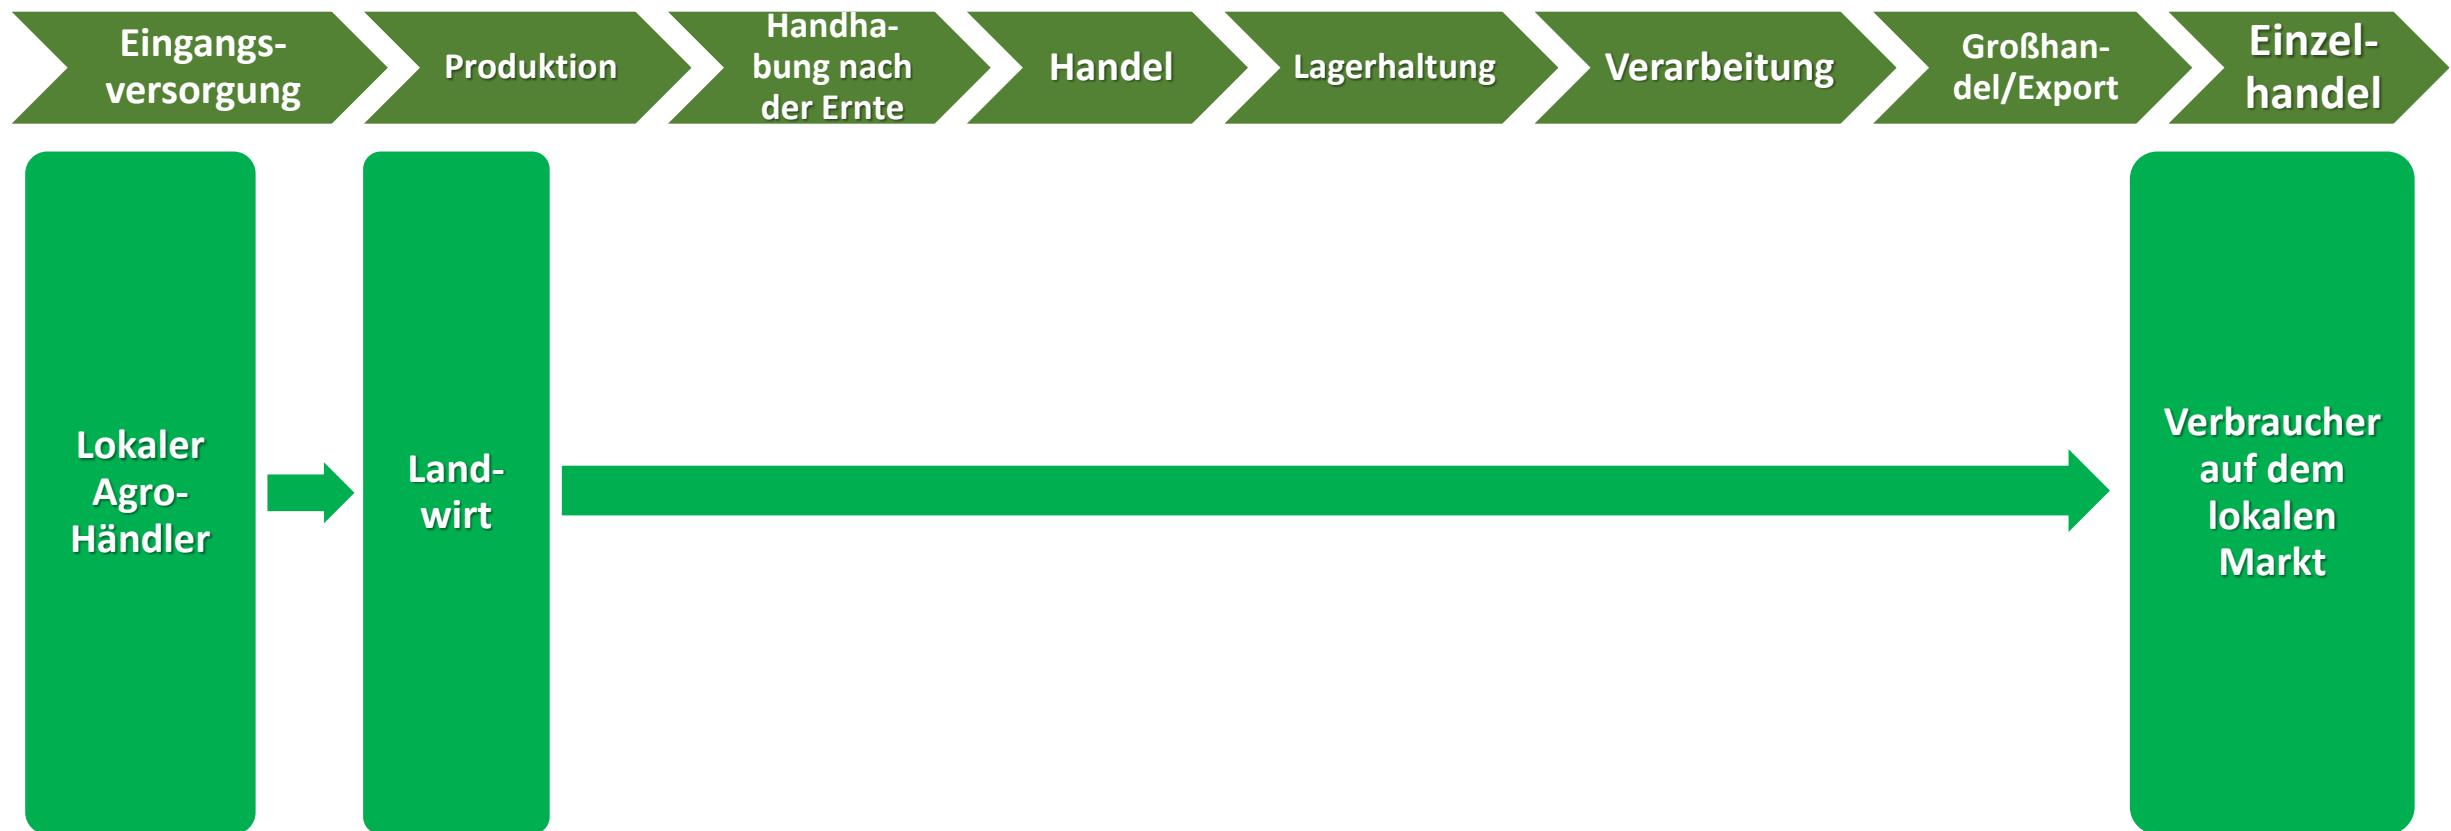 Eingangs-
versorgung
Produktion
Handha-
bung nach
der Ernte
Handel
Lagerhaltung
Verarbeitung
Großhan-
del/Export
Einzel-
handel
Lokaler
Agro-
Händler
Land-
wirt
Verbraucher
auf dem
lokalen
Markt